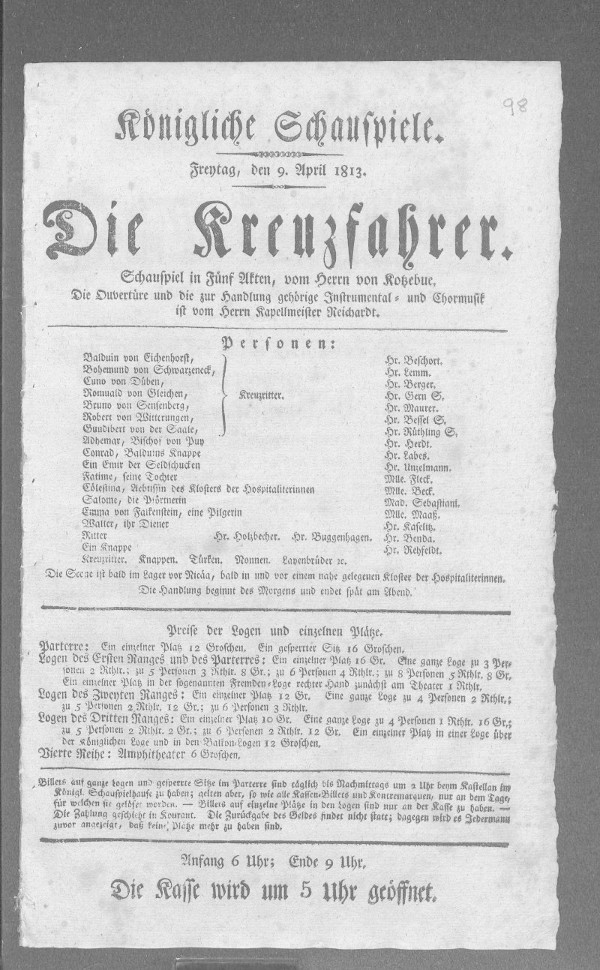 98
Königliche Schauspiele.
Freytag, den 9. April 1813.
Die Kreuzfahrer.
Schauspiel in Fünf Akten, vom Herrn von Kotzebue.
Die Ouvertüre und die zur Handlung gehörige Instrumental- und Chormusik
ist vom Herrn Kapellmeister Reichardt.
Personen:
Balduin von Eichenhorst, Hr. Beschort.
Bohemund von Schwarzeneck, Hr. Lemm.
Cuno von Düben, Hr. Berger.
Romuald von Gleichen, Kreuzritter. Hr. Gern S.
Bruno von Sensenberg, Hr. Maurer.
Robert von Witterungen, Hr. Bessel S.
Gundibert von der Saale, Hr. Rüthling S.
Adhemar, Bischof von Puy Hr. Herdt.
Conrad, Balduins Knappe Hr. Labes.
Ein Emir der Seldschucken Hr. Unzelmann.
Fatime, seine Tochter Mlle. Fleck.
Cölestina, Aebtissin des Klosters der Hospitaliterinnen Mlle. Beck.
Salome, die Pförtnerin Mad. Sebastiani.
Emma von Falkenstein, eine Pilgerin Mlle. Maaß.
Walter, ihr Diener Hr. Kaselitz.
Ritter Hr. Holzbecher. Hr. Buggenhagen. Hr. Benda.
Ein Knappe Hr. Rehfeldt.
Kreuzritter. Knappen. Türken. Nonnen. Layenbrüder ꝛc.
Die Scene ist bald im Lager vor Nicäa, bald in und vor einem nahe gelegenen Kloster der Hospitaliterinnen.
Die Handlung beginnt des Morgens und endet spät am Abend.
Preise der Logen und einzelnen Plätze.
Parterre: Ein einzelner Platz 12 Groschen. Ein gesperrter Sitz 16 Groschen.
Logen des Ersten Ranges und des Parterres: Ein einzelner Platz 16 Gr. Eine ganze Loge zu 3 Per-
sonen 2 Rthlr.; zu 5 Personen 3 Rthlr. 8 Gr.; zu 6 Personen 4 Rthlr.; zu 8 Personen 5 Rthlr. 8 Gr.
Ein einzelner Platz in der sogenannten Fremden-Loge rechter Hand zunächst am Theater 1 Rthlr.
Logen des Zweyten Ranges: Ein einzelner Platz 12 Gr. Eine ganze Loge zu 4 Personen 2 Rthlr.;
zu 5 Personen 2 Rthlr. 12 Gr.; zu 6 Personen 3 Rthlr.
Logen des Dritten Ranges: Ein einzelner Platz 10 Gr. Eine ganze Loge zu 4 Personen 1 Rthlr. 16 Gr.;
zu 5 Personen 2 Rthlr. 2 Gr.; zu 6 Personen 2 Rthlr. 12 Gr. Ein einzelner Platz in einer Loge über
der Königlichen Loge und in den Ballon-Logen 12 Groschen.
Vierte Reihe: Amphitheater 6 Groschen.
Billets auf ganze Logen und gesperrte Sitze im Parterre sind täglich bis Nachmittags um 2 Uhr beym Kastellan im
Königl. Schauspielhause zu haben; gelten aber, so wie alle Kassen-Billets und Kontremarquen, nur an dem Tage,
für welchen sie gelöset worden. — Billets auf einzelne Plätze in den Logen sind nur an der Kasse zu haben. —
Die Zahlung geschieht in Kourant. Die Zurückgabe des Geldes findet nicht statt; dagegen wird es Jedermann
zuvor angezeigt, daß keine Plätze mehr zu haben sind.
Anfang 6 Uhr; Ende 9 Uhr.
Die Kasse wird um 5 Uhr geöffnet.